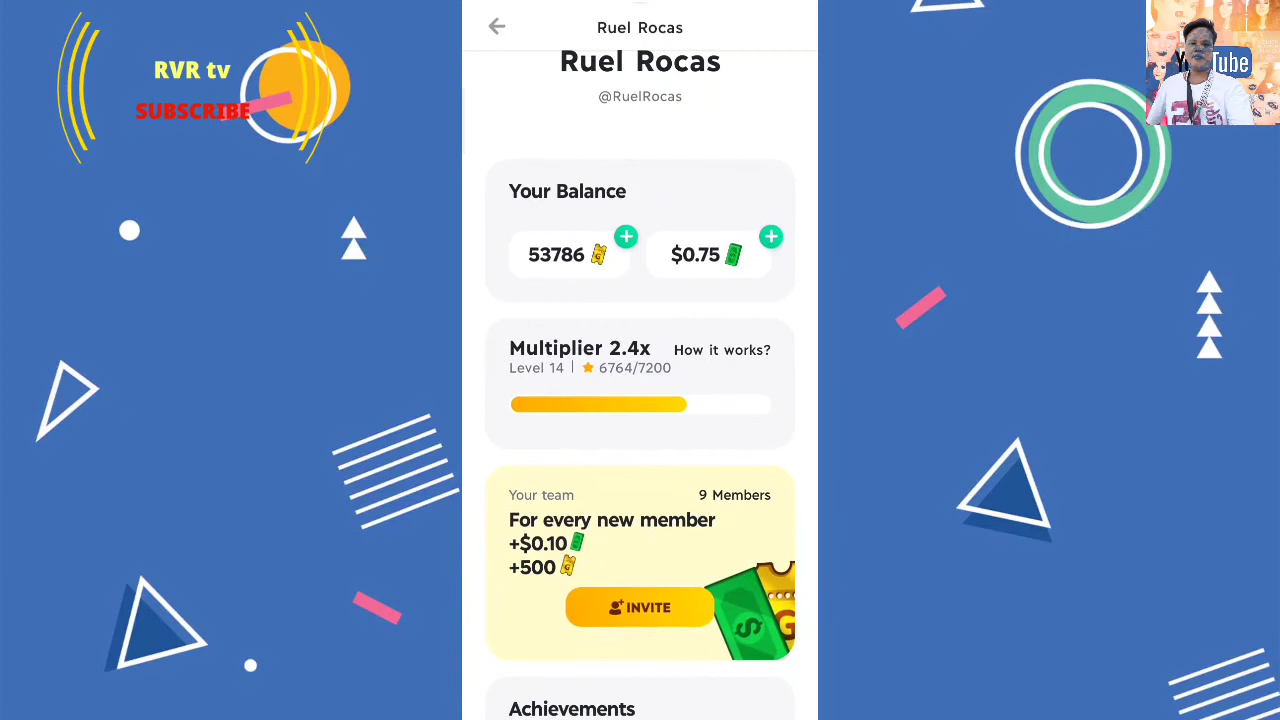 RVR tv
SUBSCRIBE
Ruel Rocas
Ruel Rocas
@RuelRocas
Your Balance
53786
$0.75
Multiplier 2.4x
How it works?
Level 14 | 6764/7200
Your team
9 Members
For every new member
+$0.10
+500
INVITE
Achievements
Tube